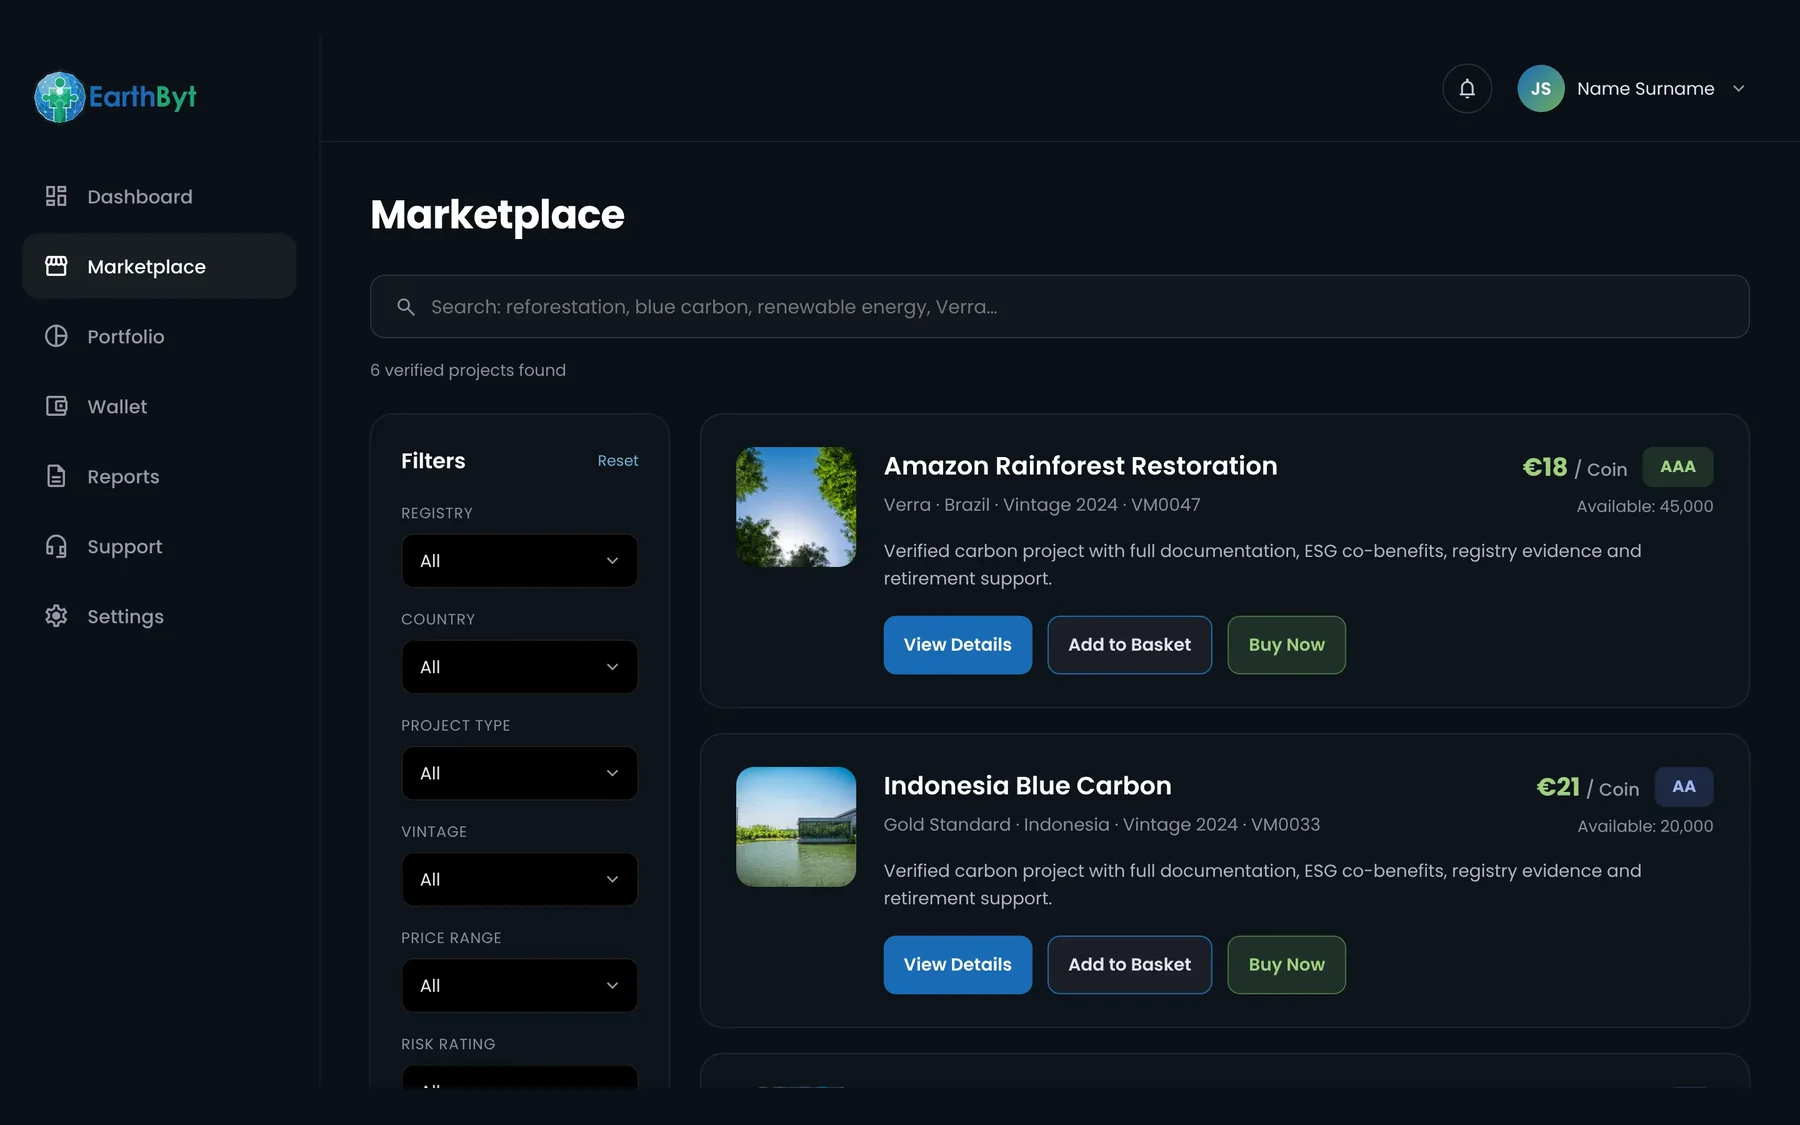 EarthByt
JS
Name Surname
Dashboard
Marketplace
Portfolio
Wallet
Reports
Support
Settings
Marketplace
Search: reforestation, blue carbon, renewable energy, Verra...
6 verified projects found
Filters
Reset
REGISTRY
All
COUNTRY
All
PROJECT TYPE
All
VINTAGE
All
PRICE RANGE
All
RISK RATING
Amazon Rainforest Restoration
€18 / Coin
AAA
Verra · Brazil · Vintage 2024 · VM0047
Available: 45,000
Verified carbon project with full documentation, ESG co-benefits, registry evidence and
retirement support.
View Details
Add to Basket
Buy Now
Indonesia Blue Carbon
€21 / Coin
AA
Gold Standard · Indonesia · Vintage 2024 · VM0033
Available: 20,000
Verified carbon project with full documentation, ESG co-benefits, registry evidence and
retirement support.
View Details
Add to Basket
Buy Now